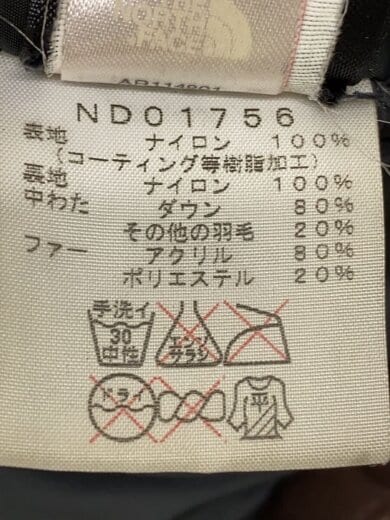 ND01756
表地 ナイロン 100%
(コーティング等樹脂加工)
裏地 ナイロン 100%
中わた ダウン 80%
その他の羽毛 20%
ファー アクリル 80%
ポリエステル 20%
手洗イ
30
中性
エンソ
サラシ
ドライ
平